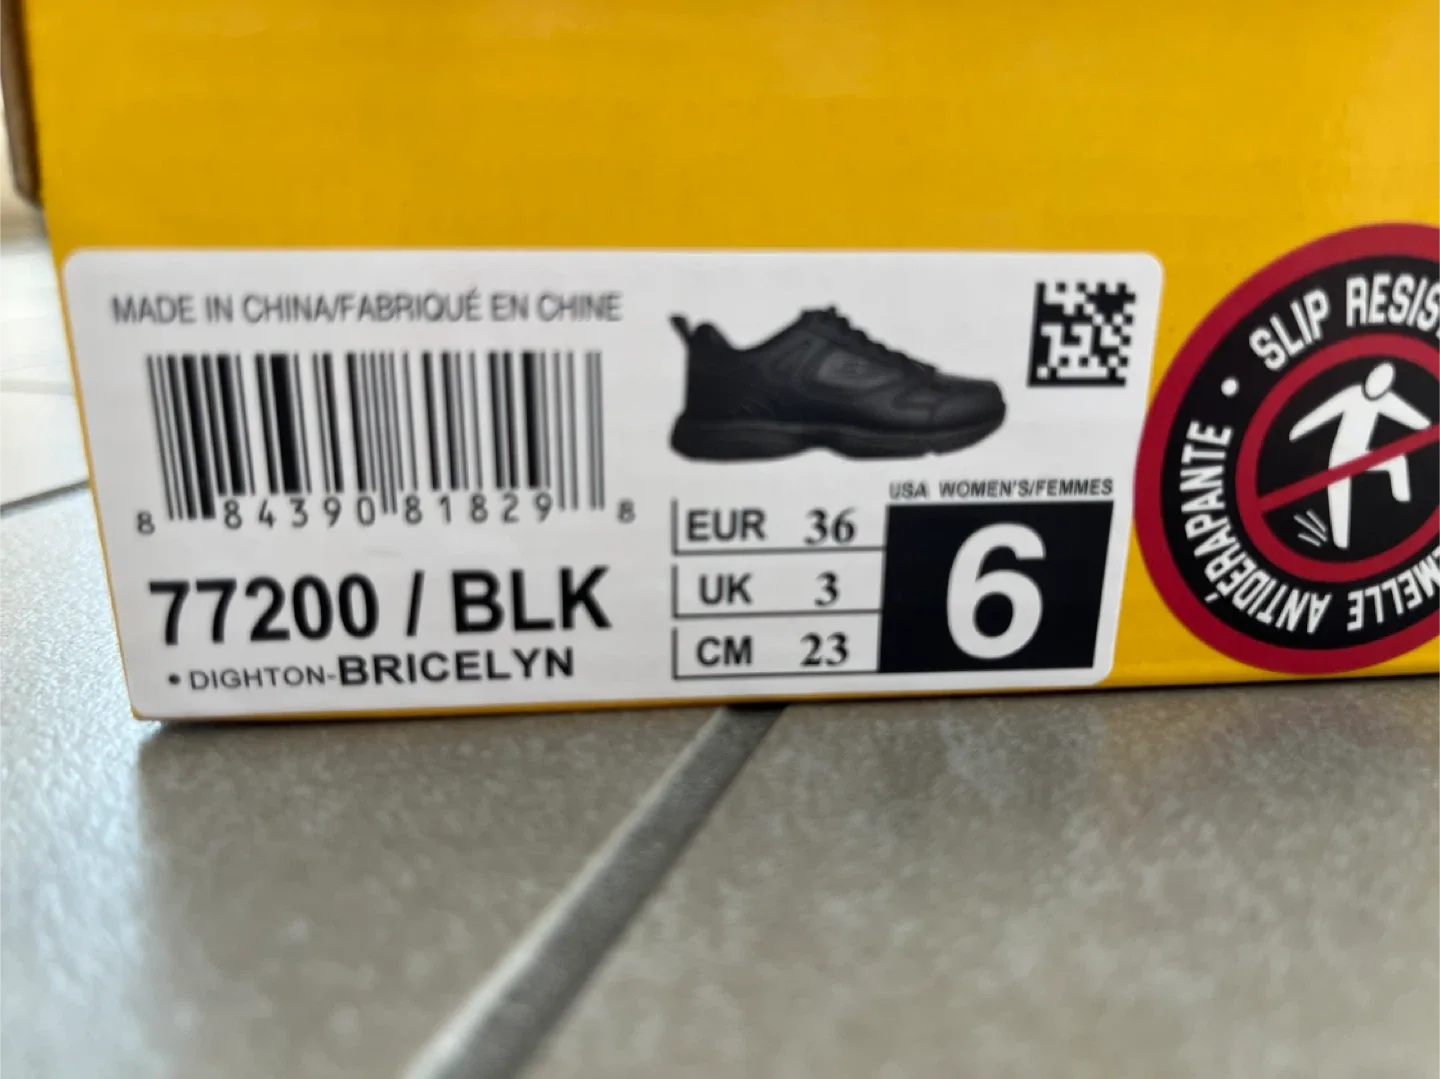 MADE IN CHINA/FABRIQUÉ EN CHINE
8 84390 81829 8
77200 / BLK
• DIGHTON-BRICELYN
USA WOMEN'S/FEMMES
EUR 36
UK 3
CM 23
6
• SLIP RESIS
MELLE ANTIDÉRAPANTE